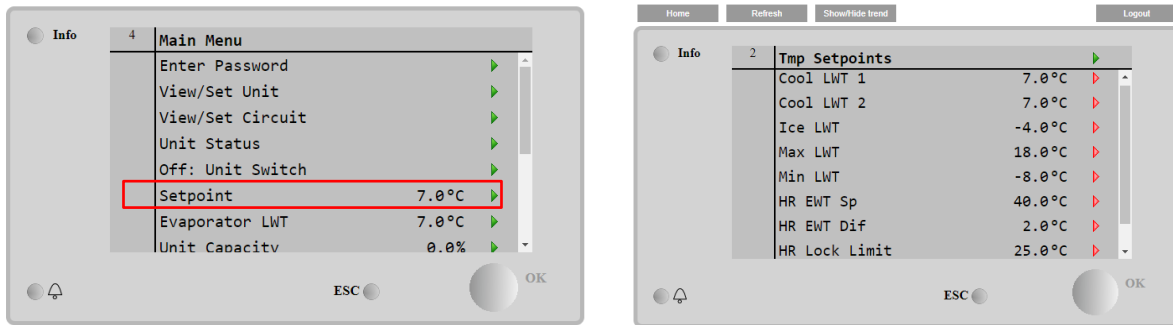 Info
4 Main Menu
Enter Password
View/Set Unit
View/Set Circuit
Unit Status
Off: Unit Switch
Setpoint 7.0°C
Evaporator LWT 7.0°C
Unit Capacity 0.0%
ESC
OK
Home Refresh Show/Hide trend Logout
Info
2 Tmp Setpoints
Cool LWT 1 7.0°C
Cool LWT 2 7.0°C
Ice LWT -4.0°C
Max LWT 18.0°C
Min LWT -8.0°C
HR EWT Sp 40.0°C
HR EWT Dif 2.0°C
HR Lock Limit 25.0°C
ESC
OK